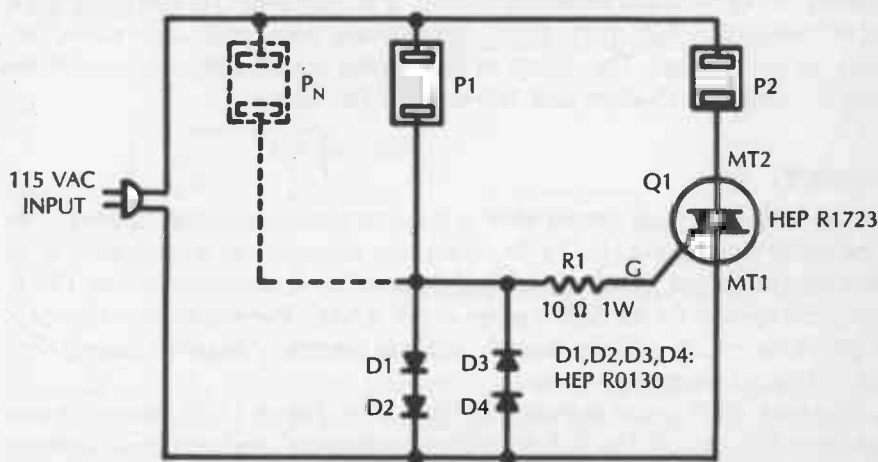 P_N
P1
P2
115 VAC
INPUT
MT2
Q1
HEP R1723
R1
G
MT1
10 Ω 1W
D1
D3
D1,D2,D3,D4:
HEP R0130
D2
D4